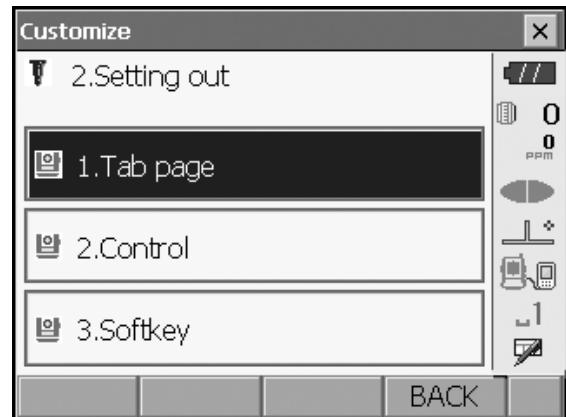 Customize
2.Setting out
0
0
PPM
1.Tab page
2.Control
3.Softkey
1
BACK